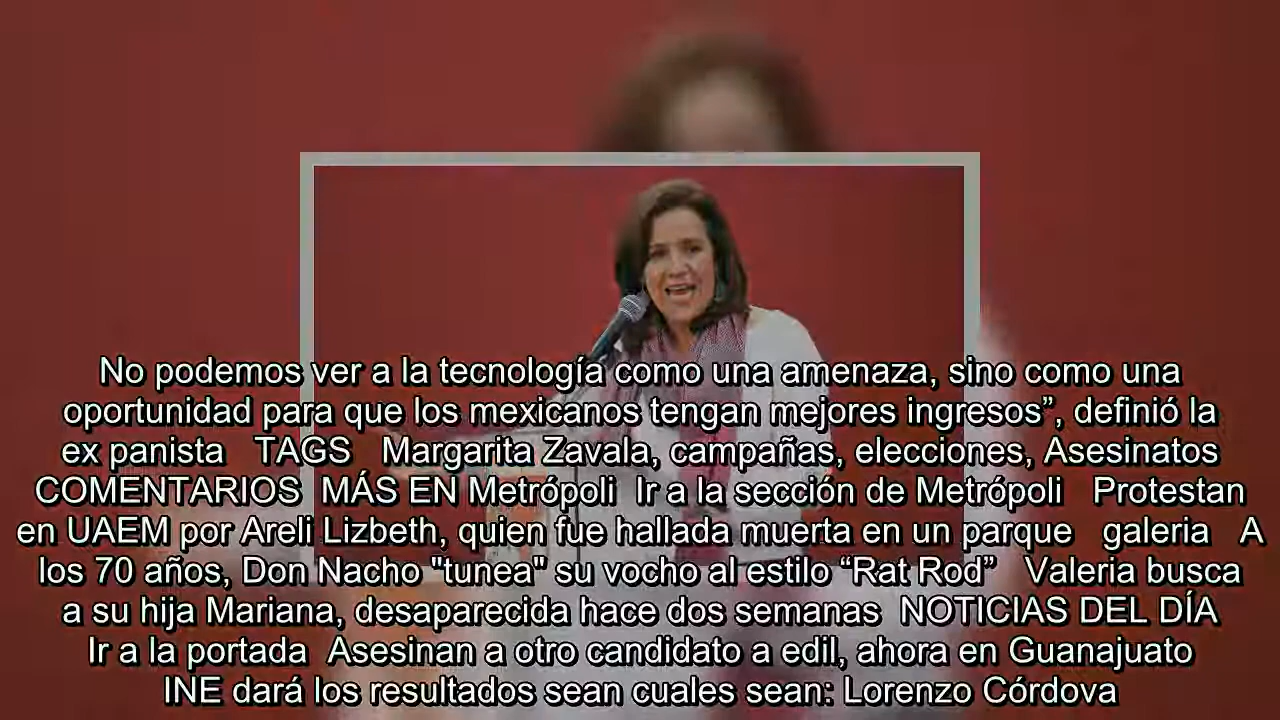 No podemos ver a la tecnología como una amenaza, sino como una
oportunidad para que los mexicanos tengan mejores ingresos”, definió la
ex panista TAGS Margarita Zavala, campañas, elecciones, Asesinatos
COMENTARIOS MÁS EN Metrópoli Ir a la sección de Metrópoli Protestan
en UAEM por Areli Lizbeth, quien fue hallada muerta en un parque galeria A
los 70 años, Don Nacho "tunea" su vocho al estilo “Rat Rod” Valeria busca
a su hija Mariana, desaparecida hace dos semanas NOTICIAS DEL DÍA
Ir a la portada Asesinan a otro candidato a edil, ahora en Guanajuato
INE dará los resultados sean cuales sean: Lorenzo Córdova